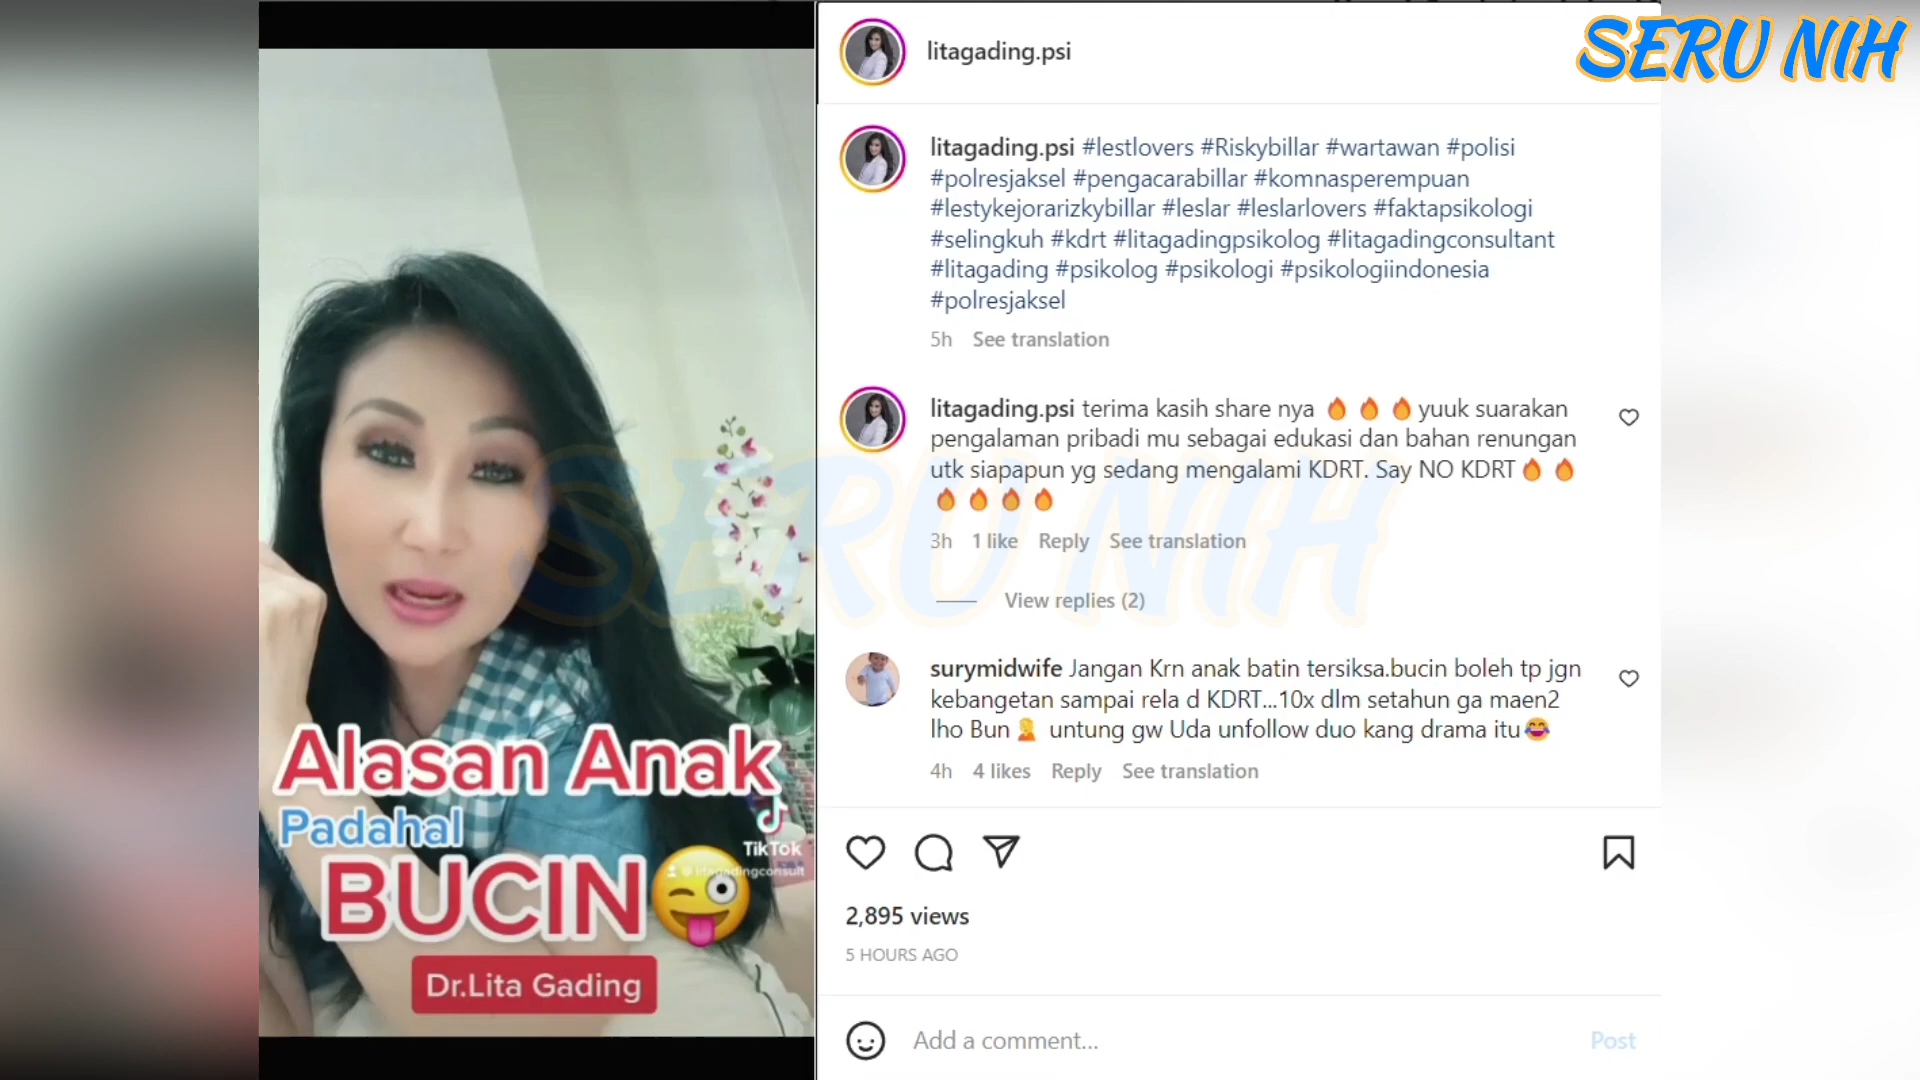 SERU NIH
litagading.psi
litagading.psi #lestlovers #Riskybillar #wartawan #polisi
#polresjaksel #pengacarabillar #komnasperempuan
#lestykejorarizkybillar #leslar #leslarlovers #faktapsikologi
#selingkuh #kdrt #litagadingpsikolog #litagadingconsultant
#litagading #psikolog #psikologi #psikologiindonesia
#polresjaksel
5h See translation
litagading.psi terima kasih share nya 🔥 🔥 🔥 yuuk suarakan
pengalaman pribadi mu sebagai edukasi dan bahan renungan
utk siapapun yg sedang mengalami KDRT. Say NO KDRT 🔥 🔥
🔥 🔥 🔥 🔥
3h 1 like Reply See translation
View replies (2)
surymidwife Jangan Krn anak batin tersiksa.bucin boleh tp jgn
kebangetan sampai rela d KDRT...10x dlm setahun ga maen2
lho Bun🤦 untung gw Uda unfollow duo kang drama itu😂
4h 4 likes Reply See translation
2,895 views
5 HOURS AGO
Add a comment...
Post
SERU NIH
Alasan Anak
Padahal
BUCIN😜
TikTok
@litagadingconsult
Dr.Lita Gading